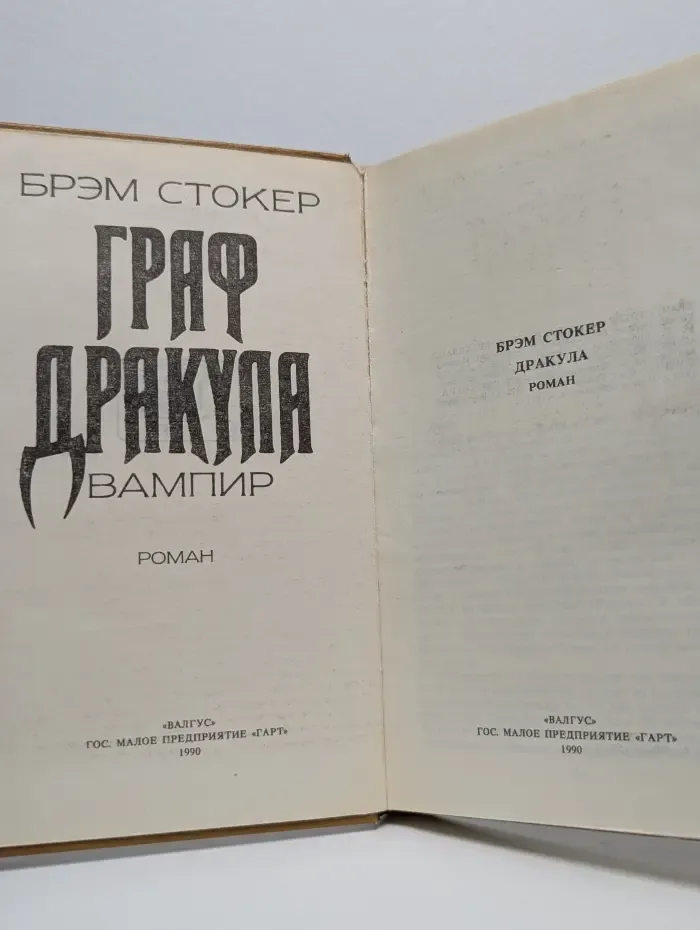 БРЭМ СТОКЕР
ГРАФ
ДРАКУЛА
ВАМПИР
РОМАН
«ВАЛГУС»
ГОС. МАЛОЕ ПРЕДПРИЯТИЕ «ГАРТ»
1990
БРЭМ СТОКЕР
ДРАКУЛА
РОМАН
«ВАЛГУС»
ГОС. МАЛОЕ ПРЕДПРИЯТИЕ «ГАРТ»
1990